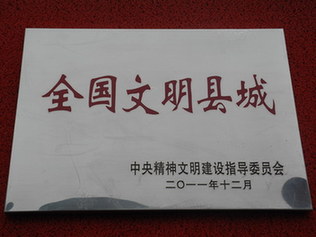 全国文明县城
中央精神文明建设指导委员会
二〇一一年十二月